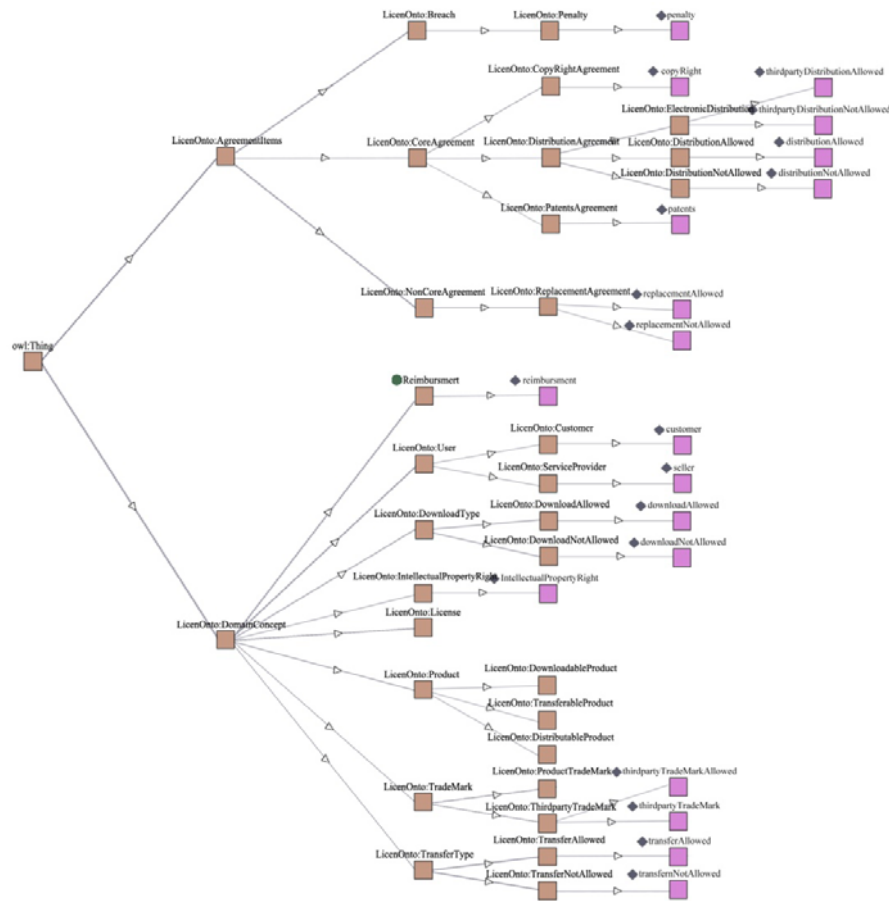 LicenOnto:Breach
LicenOnto:Penalty
penalty
LicenOnto:CopyRightAgreement
copyRight
thirdpartyDistributionAllowed
LicenOnto:ElectronicDistribution
thirdpartyDistributionNotAllowed
LicenOnto:AgreementItems
LicenOnto:CoreAgreement
LicenOnto:DistributionAgreement
LicenOnto:DistributionAllowed
distributionAllowed
LicenOnto:DistributionNotAllowed
distributionNotAllowed
LicenOnto:PatentsAgreement
patents
LicenOnto:NonCoreAgreement
LicenOnto:ReplacementAgreement
replacementAllowed
replacementNotAllowed
owl:Thing
Reimbursmert
reimbursment
LicenOnto:User
LicenOnto:Customer
customer
LicenOnto:ServiceProvider
seller
LicenOnto:DownloadType
LicenOnto:DownloadAllowed
downloadAllowed
LicenOnto:DownloadNotAllowed
downloadNotAllowed
LicenOnto:IntellectualPropertyRight
IntellectualPropertyRight
LicenOnto:License
LicenOnto:DomainConcept
LicenOnto:Product
LicenOnto:DownloadableProduct
LicenOnto:TransferableProduct
LicenOnto:DistributableProduct
LicenOnto:TradeMark
LicenOnto:ProductTradeMark
thirdpartyTradeMarkAllowed
LicenOnto:ThirdpartyTradeMark
thirdpartyTradeMark
LicenOnto:TransferType
LicenOnto:TransferAllowed
transferAllowed
LicenOnto:TransferNotAllowed
transfernNotAllowed